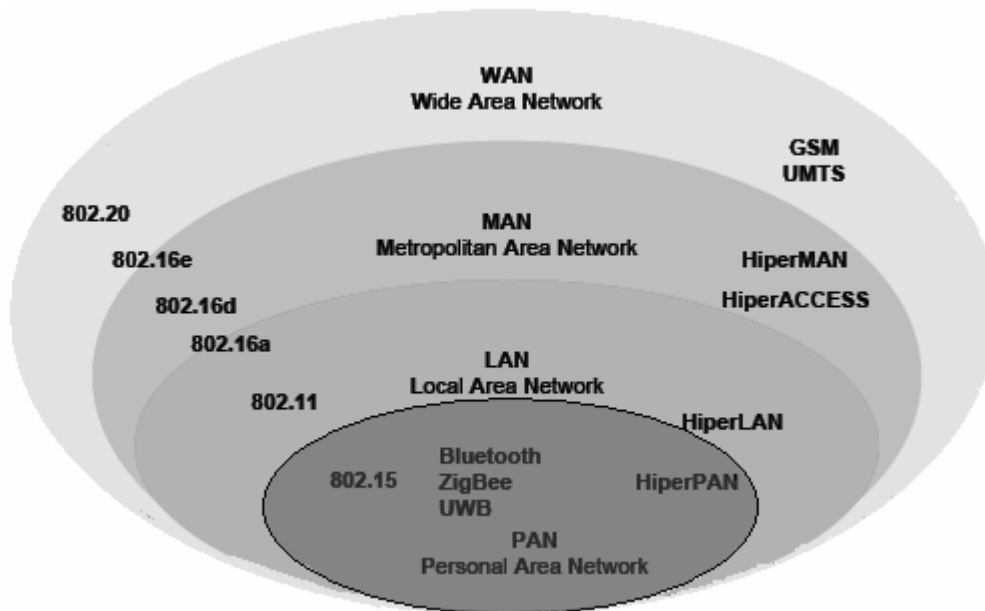 WAN
Wide Area Network
GSM
UMTS
802.20
MAN
Metropolitan Area Network
802.16e
HiperMAN
802.16d
HiperACCESS
802.16a
LAN
Local Area Network
802.11
HiperLAN
Bluetooth
802.15
ZigBee
HiperPAN
UWB
PAN
Personal Area Network